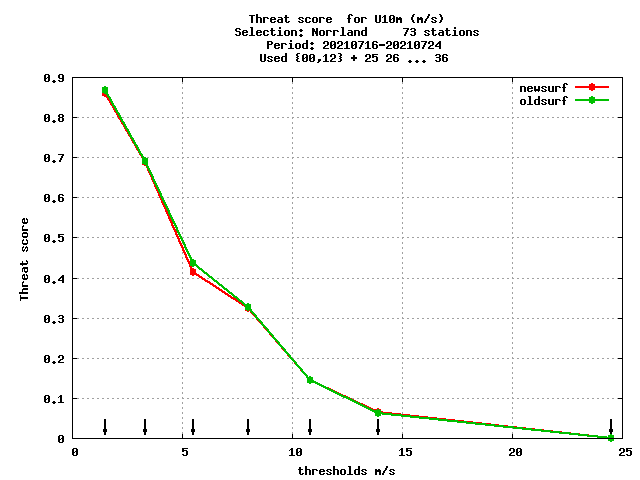 Threat score  for U10m (m/s)
Selection: Norrland     73 stations
Period: 20210716-20210724
Used {00,12} + 25 26 ... 36
newsurf
oldsurf
0.9
0.8
0.7
0.6
0.5
0.4
0.3
0.2
0.1
0
Threat score
0 5 10 15 20 25
thresholds m/s